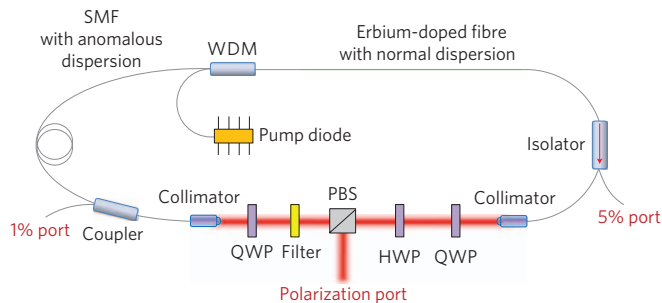 SMF
with anomalous
dispersion
WDM
Erbium-doped fibre
with normal dispersion
Pump diode
Isolator
Collimator
PBS
Collimator
1% port
Coupler
QWP
Filter
HWP
QWP
5% port
Polarization port